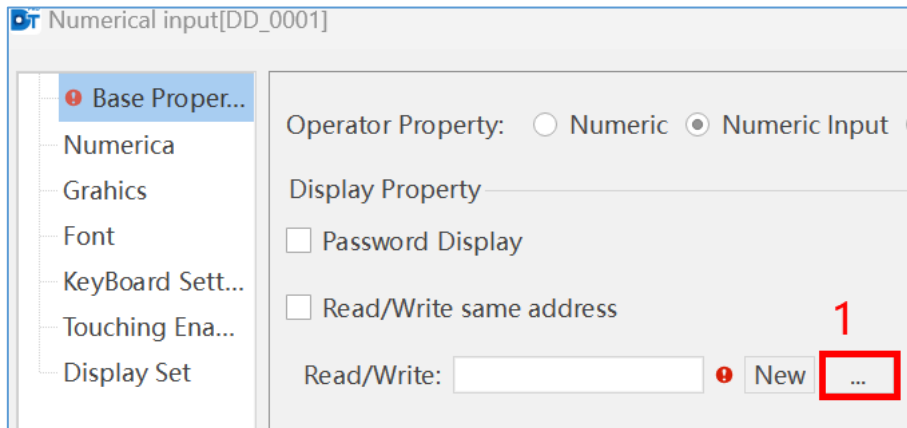 Numerical input[DD_0001]
Base Proper...
Numerica
Grahics
Font
KeyBoard Sett...
Touching Ena...
Display Set
Operator Property: Numeric Numeric Input
Display Property
Password Display
Read/Write same address
1
Read/Write: New ...